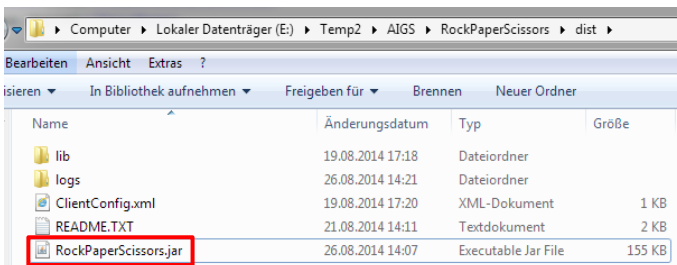 Computer ▸ Lokaler Datenträger (E:) ▸ Temp2 ▸ AIGS ▸ RockPaperScissors ▸ dist ▸
Bearbeiten Ansicht Extras ?
isieren ▾ In Bibliothek aufnehmen ▾ Freigeben für ▾ Brennen Neuer Ordner
Name Änderungsdatum Typ Größe
lib 19.08.2014 17:18 Dateiordner
logs 26.08.2014 14:21 Dateiordner
ClientConfig.xml 19.08.2014 17:20 XML-Dokument 1 KB
README.TXT 21.08.2014 14:11 Textdokument 2 KB
RockPaperScissors.jar 26.08.2014 14:07 Executable Jar File 155 KB